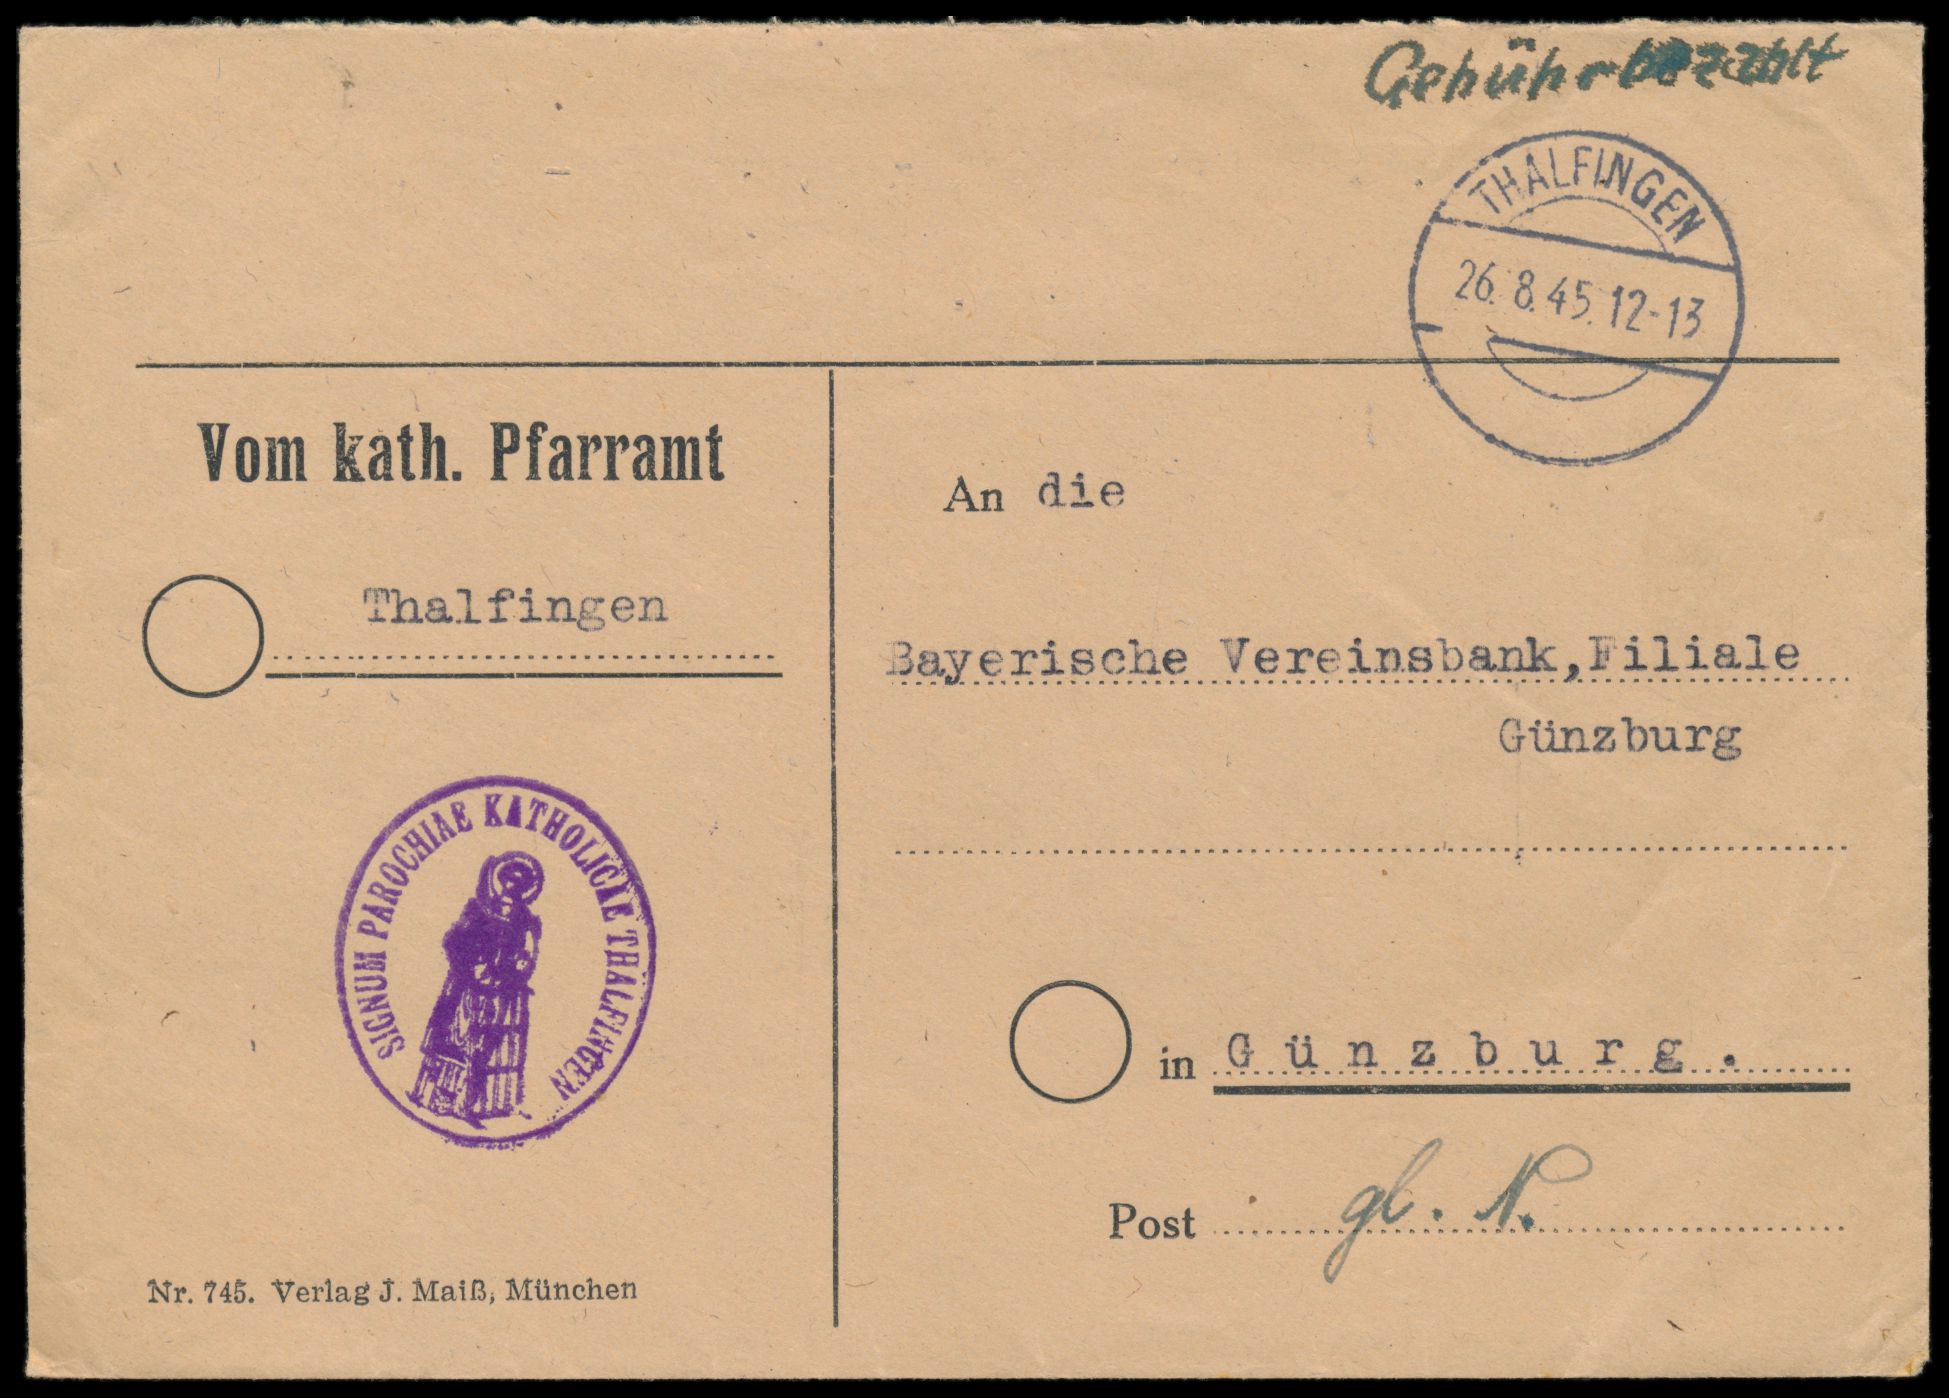 Gebühr bezahlt
THALFINGEN
26.8.45.12-13
Vom kath. Pfarramt
Thalfingen
SIGNUM PAROCHIAE KATHOLICAE THALFINGEN
Nr. 745. Verlag J. Maiß, München
An die
Bayerische Vereinsbank,Filiale
Günzburg
in Günzburg.
Post gl. N.